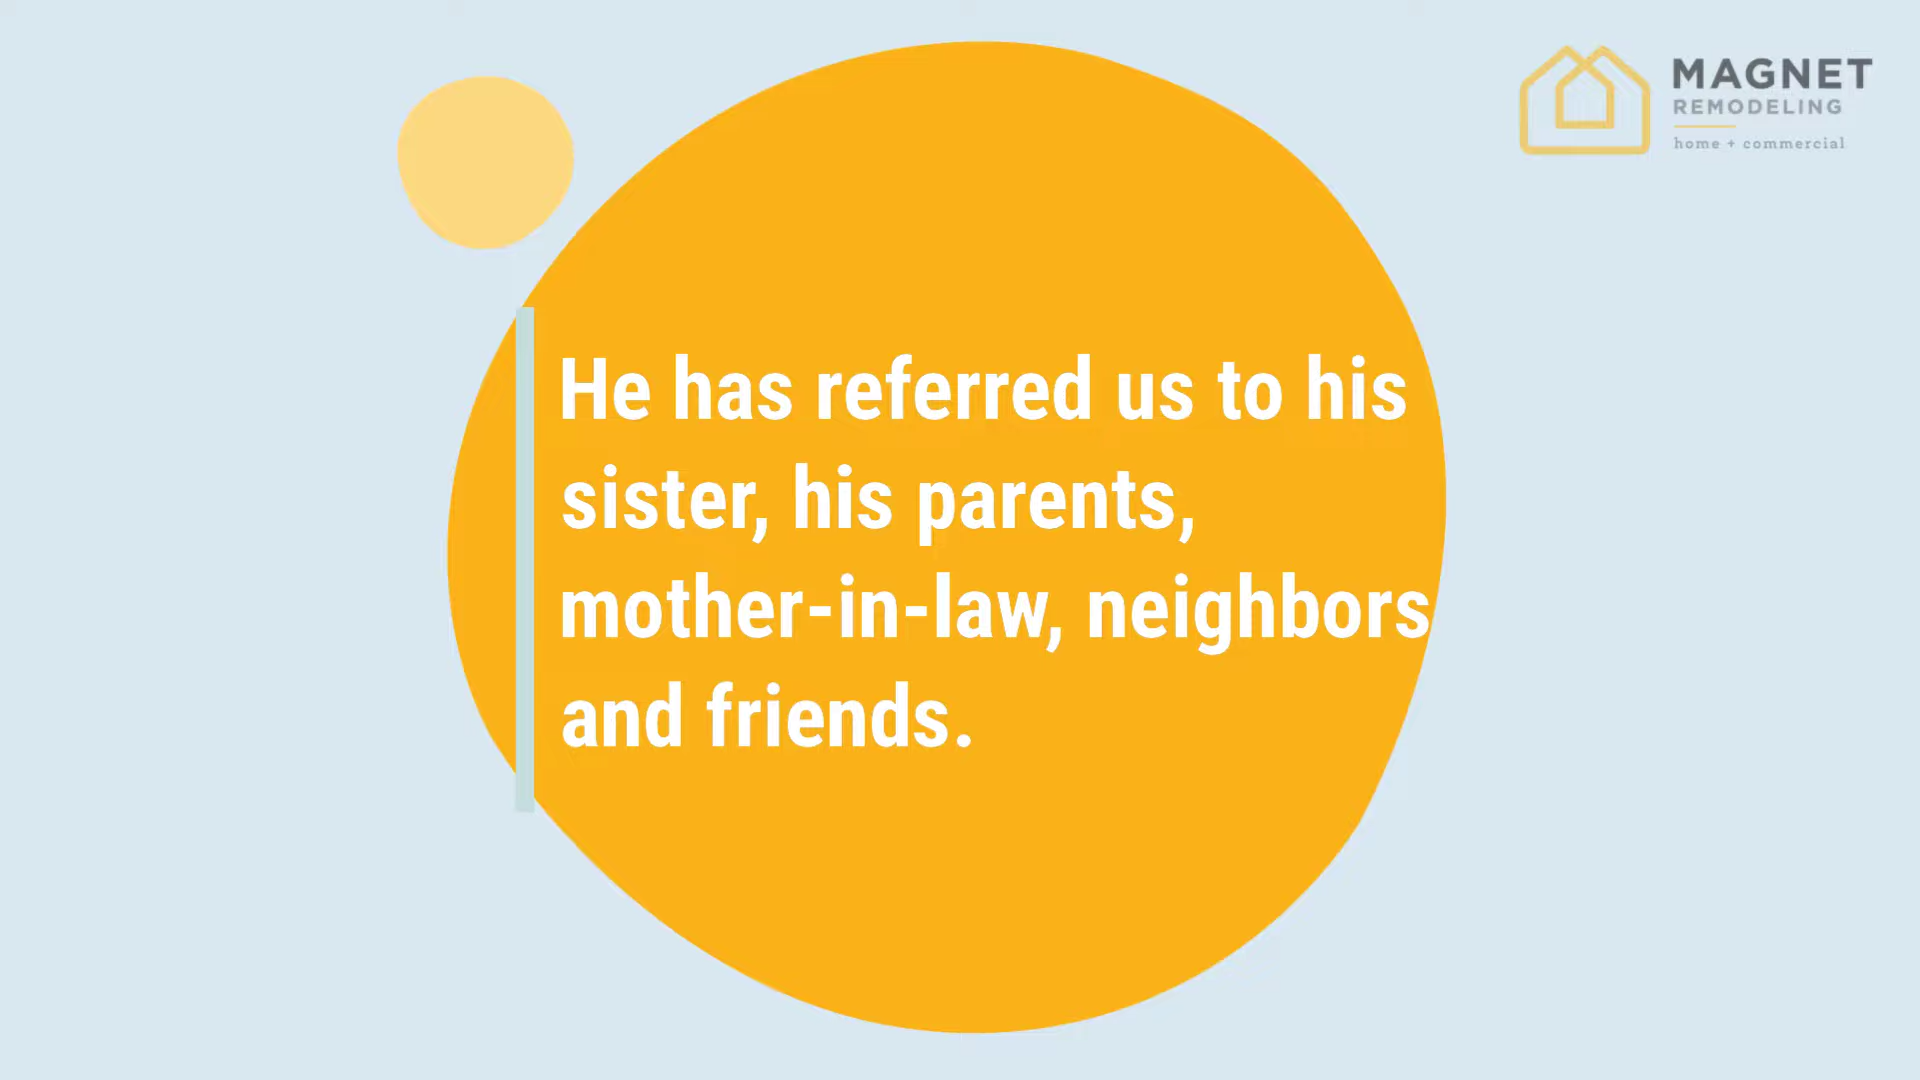 MAGNET
REMODELING
home + commercial
He has referred us to his
sister, his parents,
mother-in-law, neighbors
and friends.